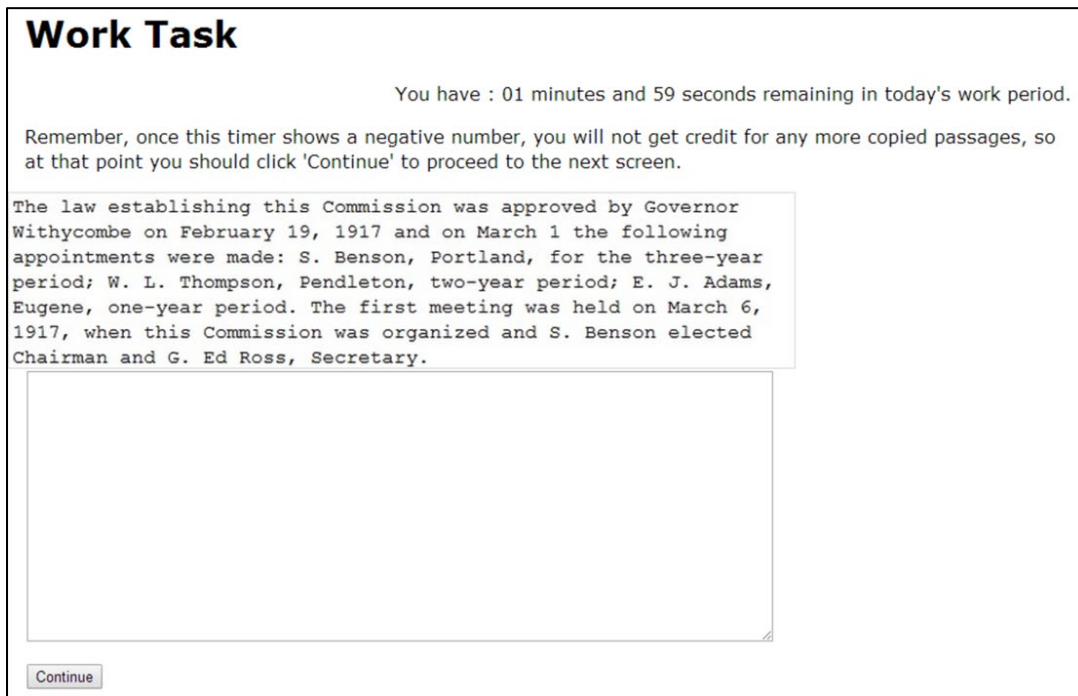 Work Task
You have : 01 minutes and 59 seconds remaining in today's work period.
Remember, once this timer shows a negative number, you will not get credit for any more copied passages, so
at that point you should click 'Continue' to proceed to the next screen.
The law establishing this Commission was approved by Governor
Withycombe on February 19, 1917 and on March 1 the following
appointments were made: S. Benson, Portland, for the three-year
period; W. L. Thompson, Pendleton, two-year period; E. J. Adams,
Eugene, one-year period. The first meeting was held on March 6,
1917, when this Commission was organized and S. Benson elected
Chairman and G. Ed Ross, Secretary.
Continue